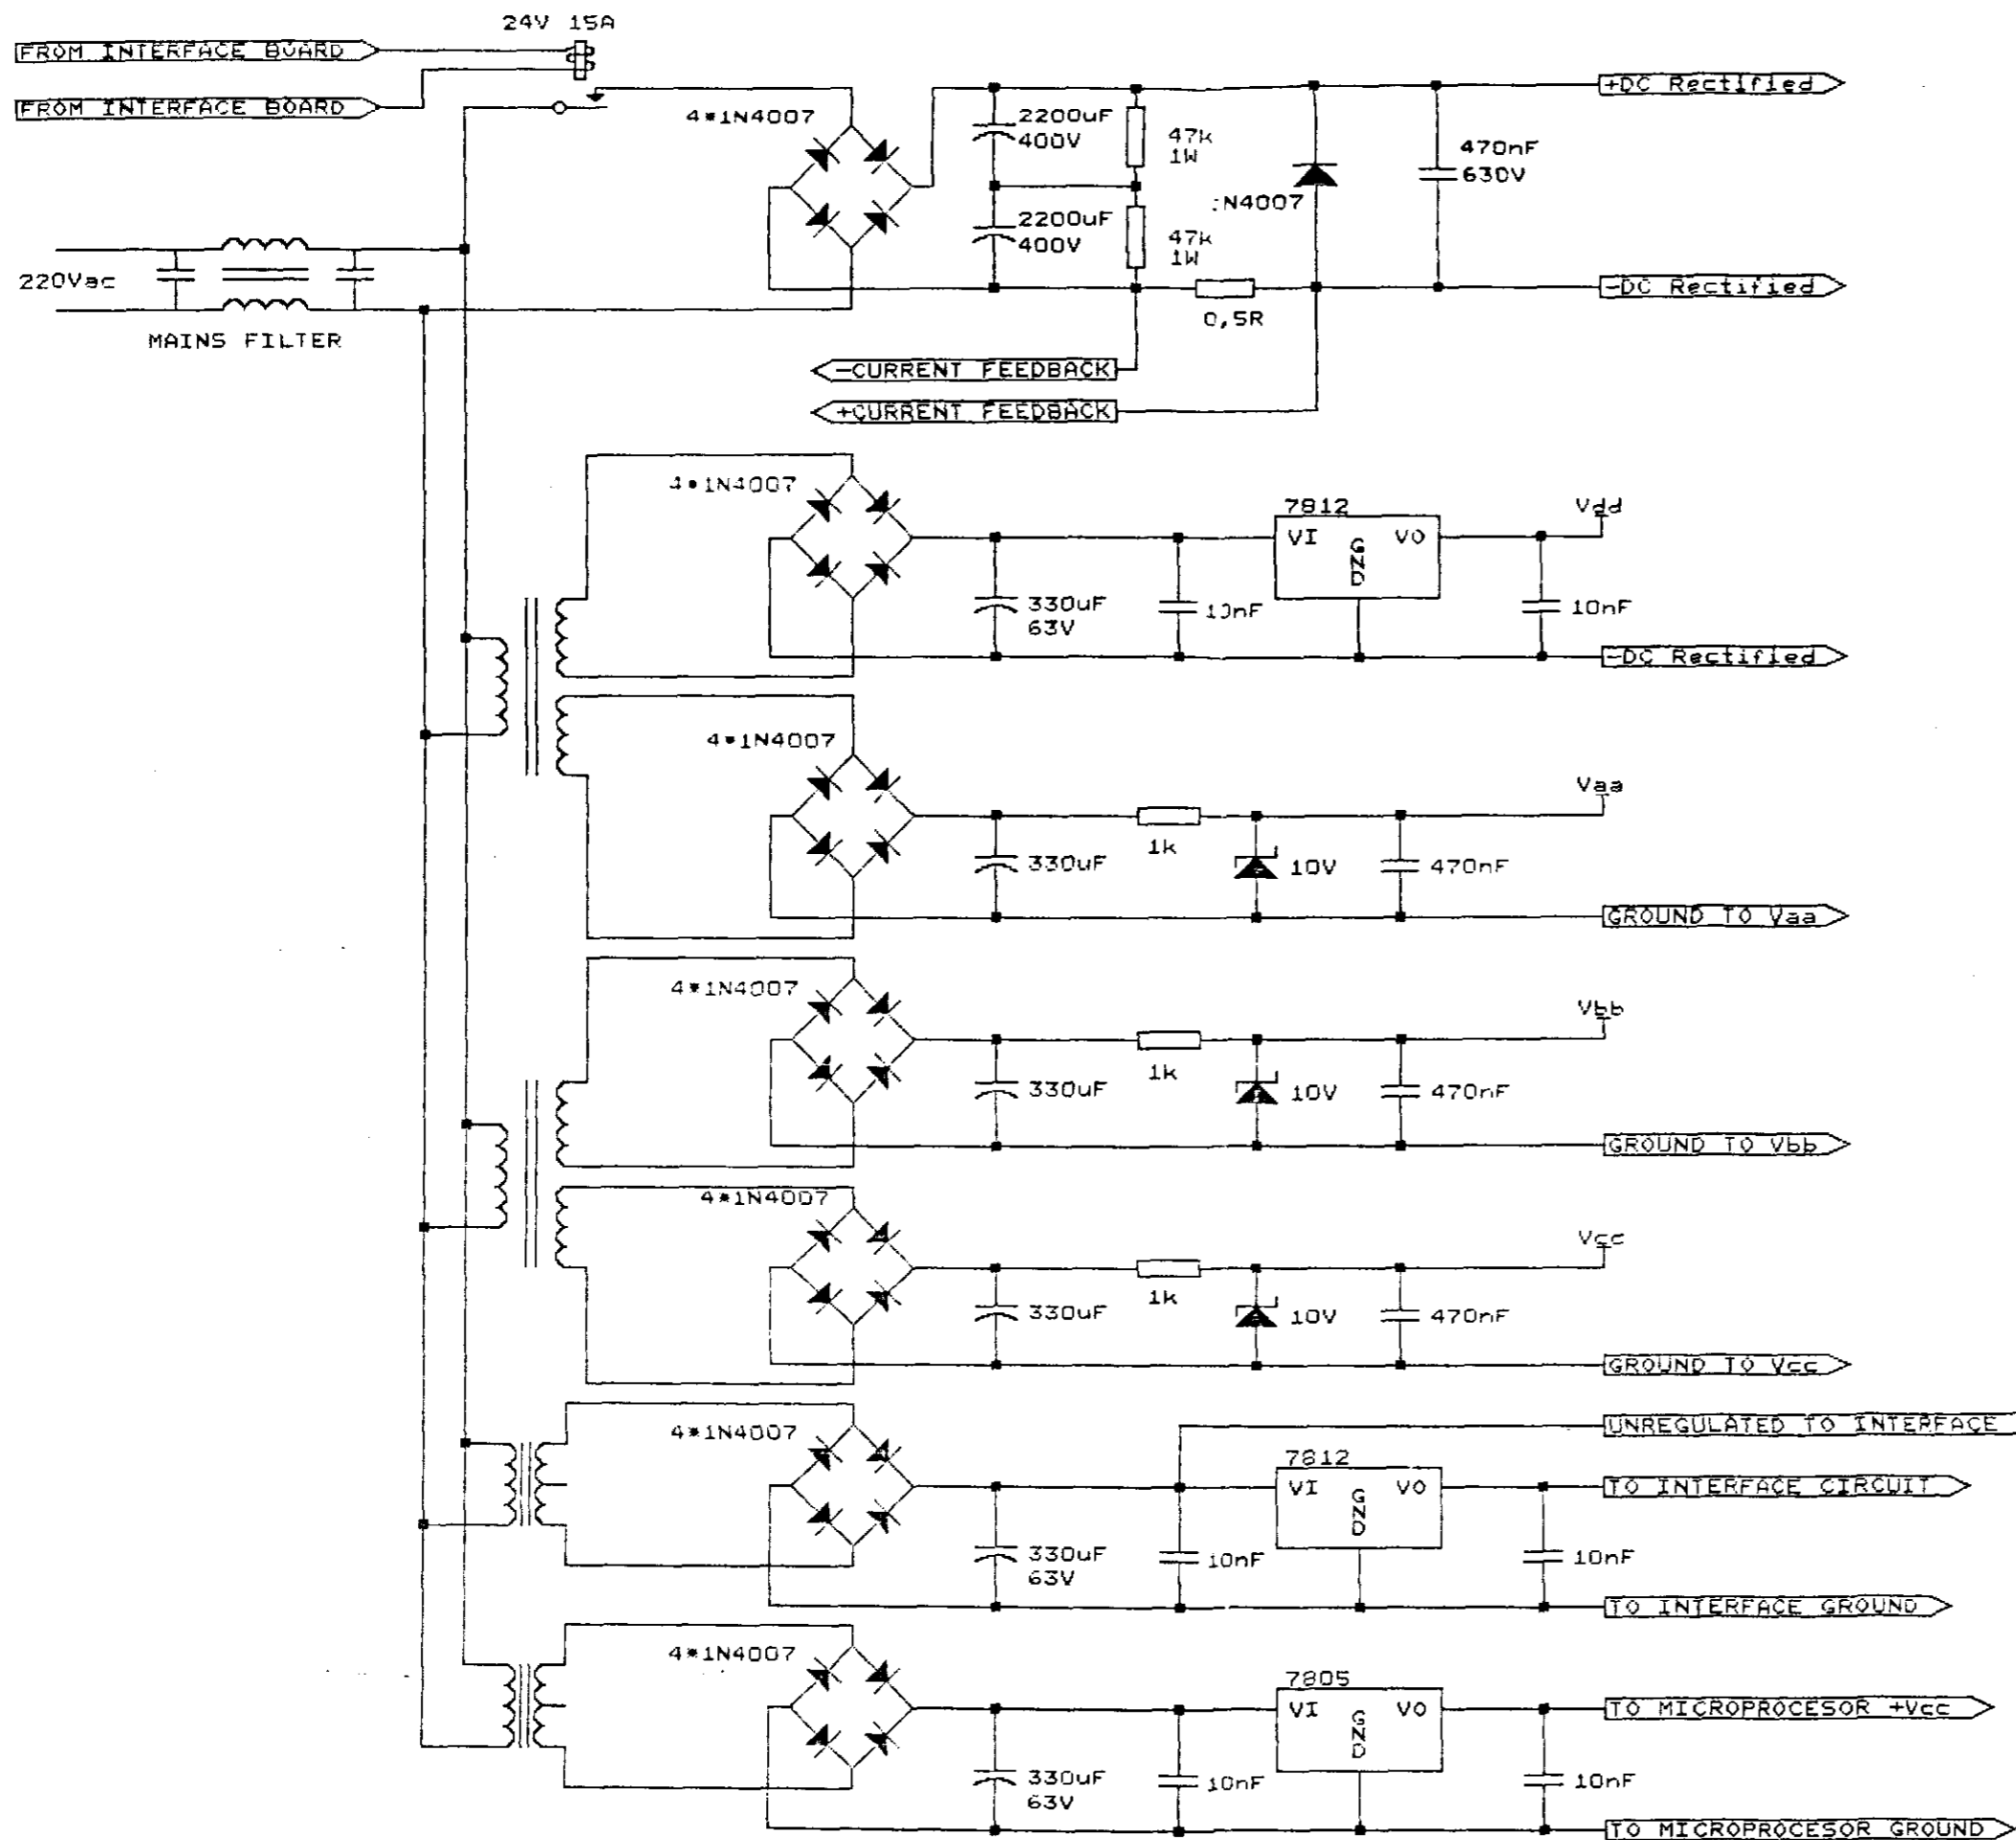 24V 15A
FROM INTERFACE BOARD
FROM INTERFACE BOARD
+DC Rectified
4*1N4007
2200uF
400V
47k
1W
470nF
630V
:N4007
2200uF
400V
47k
1W
220Vac
-DC Rectified
0,5R
MAINS FILTER
-CURRENT FEEDBACK
+CURRENT FEEDBACK
4*1N4007
7812
Vdd
VI
VO
GND
330uF
63V
10nF
10nF
-DC Rectified
4*1N4007
Vaa
1k
330uF
10V
470nF
GROUND TO Vaa
4*1N4007
Vbb
1k
330uF
10V
470nF
GROUND TO Vbb
4*1N4007
Vcc
1k
330uF
10V
470nF
GROUND TO Vcc
UNREGULATED TO INTERFACE
4*1N4007
7812
VI
VO
GND
TO INTERFACE CIRCUIT
330uF
63V
10nF
10nF
TO INTERFACE GROUND
4*1N4007
7805
VI
VO
GND
TO MICROPROCESOR +Vcc
330uF
63V
10nF
10nF
TO MICROPROCESOR GROUND